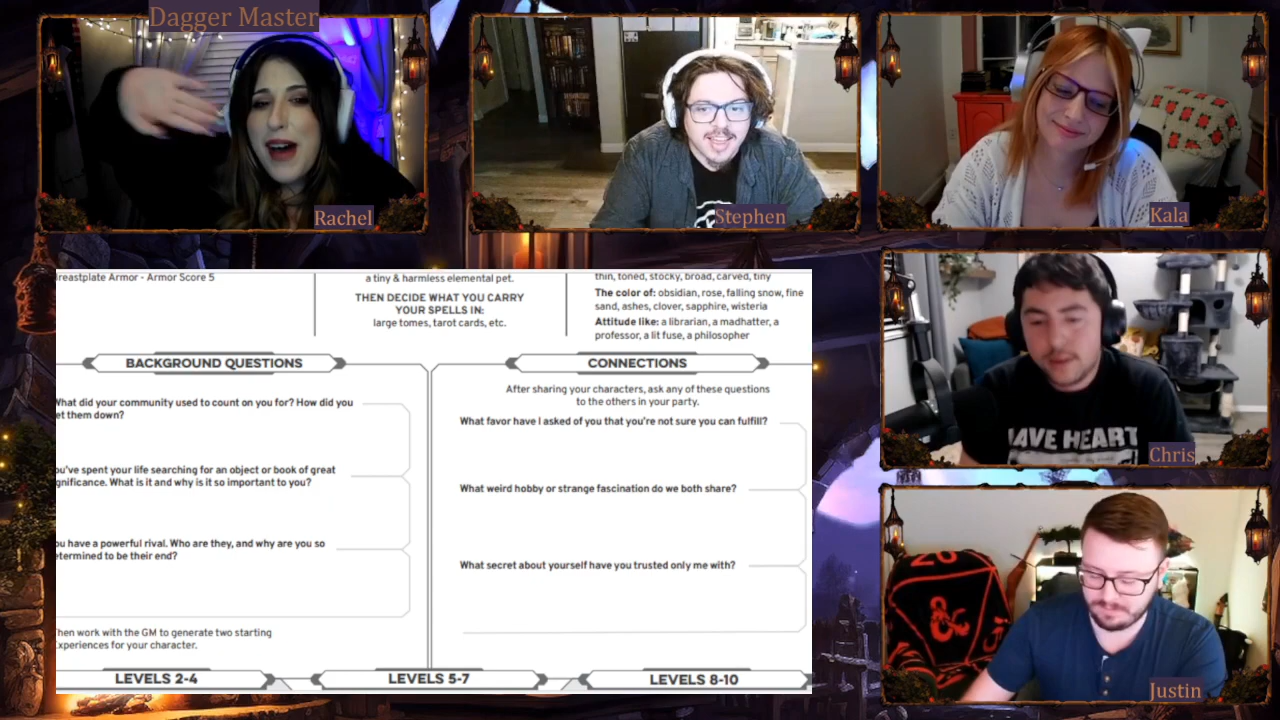 Dagger Master
Rachel
Stephen
Kala
Breastplate Armor - Armor Score 5
a tiny & harmless elemental pet.
THEN DECIDE WHAT YOU CARRY
YOUR SPELLS IN:
large tomes, tarot cards, etc.
thin, toned, stocky, broad, carved, tiny
The color of: obsidian, rose, falling snow, fine
sand, ashes, clover, sapphire, wisteria
Attitude like: a librarian, a madhatter, a
professor, a lit fuse, a philosopher
BACKGROUND QUESTIONS
What did your community used to count on you for? How did you
et them down?
ou've spent your life searching for an object or book of great
gnificance. What is it and why is it so important to you?
ou have a powerful rival. Who are they, and why are you so
etermined to be their end?
hen work with the GM to generate two starting
Experiences for your character.
CONNECTIONS
After sharing your characters, ask any of these questions
to the others in your party.
What favor have I asked of you that you're not sure you can fulfill?
What weird hobby or strange fascination do we both share?
What secret about yourself have you trusted only me with?
LEVELS 2-4
LEVELS 5-7
LEVELS 8-10
HAVE HEART
Chris
20
&
Justin